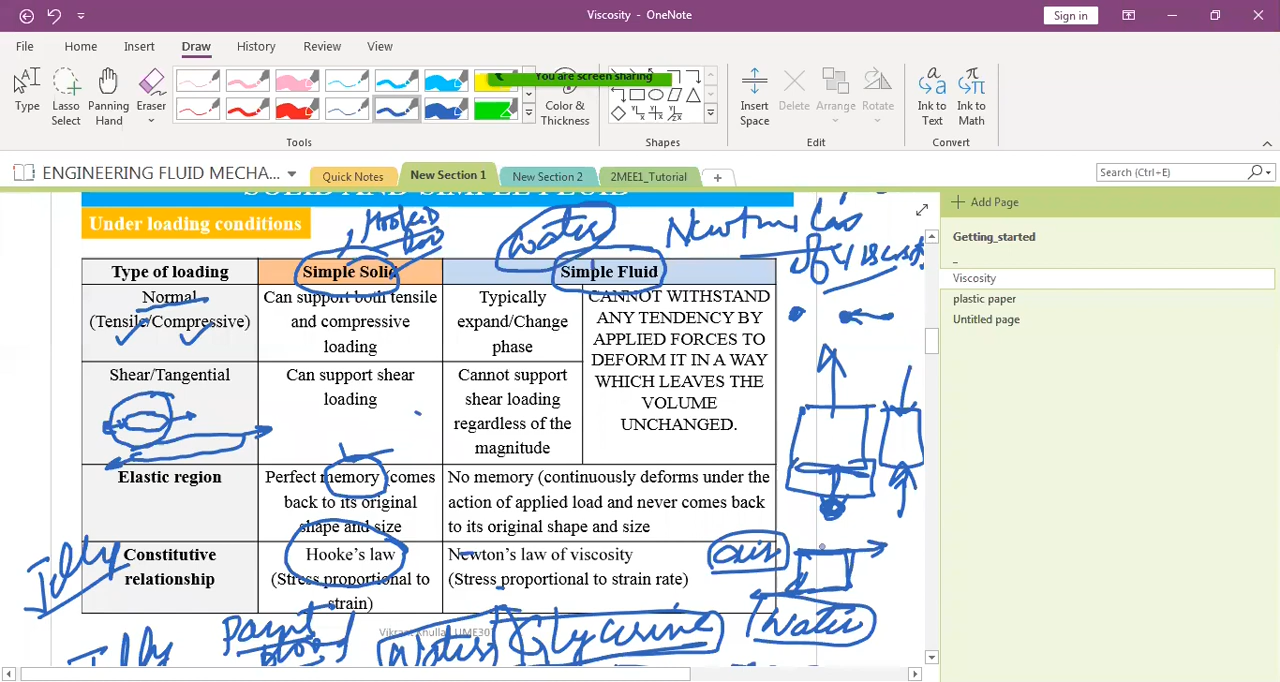 Viscosity - OneNote
Sign in
File
Home
Insert
Draw
History
Review
View
You are screen sharing
Type
Lasso
Select
Panning
Hand
Eraser
Color &
Thickness
Insert
Space
Delete
Arrange
Rotate
Ink to
Text
Ink to
Math
Tools
Shapes
Edit
Convert
ENGINEERING FLUID MECHA...
Quick Notes
New Section 1
New Section 2
2MEE1_Tutorial
Search (Ctrl+E)
Add Page
Getting_started
Viscosity
plastic paper
Untitled page
SOLID AND SIMPLE FLUID
Under loading conditions
water
Type of loading
Simple Solid
Simple Fluid
Normal
(Tensile/Compressive)
Can support both tensile
and compressive
loading
Typically
expand/Change
phase
CANNOT WITHSTAND
ANY TENDENCY BY
APPLIED FORCES TO
DEFORM IT IN A WAY
WHICH LEAVES THE
VOLUME
UNCHANGED.
Shear/Tangential
Can support shear
loading
Cannot support
shear loading
regardless of the
magnitude
Elastic region
Perfect memory (comes
back to its original
shape and size
No memory (continuously deforms under the
action of applied load and never comes back
to its original shape and size
Constitutive
relationship
Hooke's law
(Stress proportional to
strain)
Newton's law of viscosity
(Stress proportional to strain rate)
air
Paint
Water
Glycerine
Water